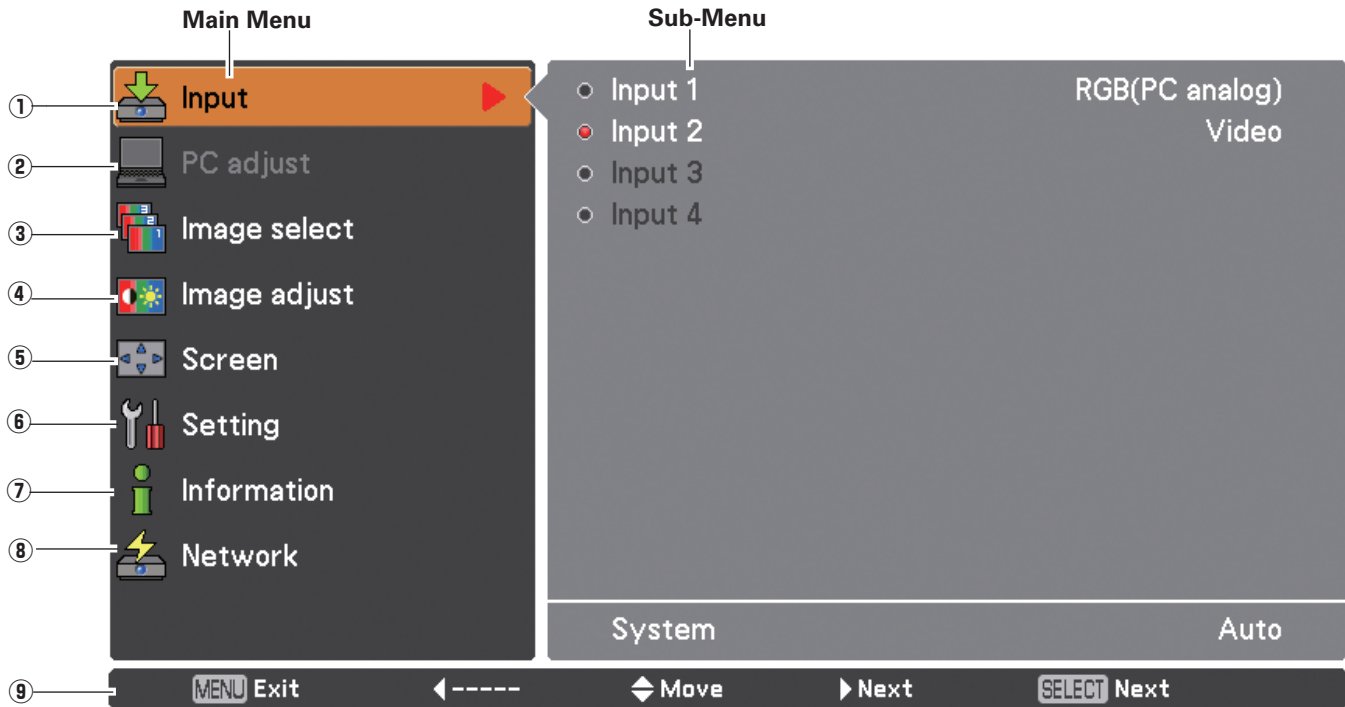 Main Menu
Sub-Menu
① Input
② PC adjust
③ Image select
④ Image adjust
⑤ Screen
⑥ Setting
⑦ Information
⑧ Network
Input 1 RGB(PC analog)
Input 2 Video
Input 3
Input 4
System Auto
⑨ MENU Exit ◀----- Move ▶Next SELECT Next